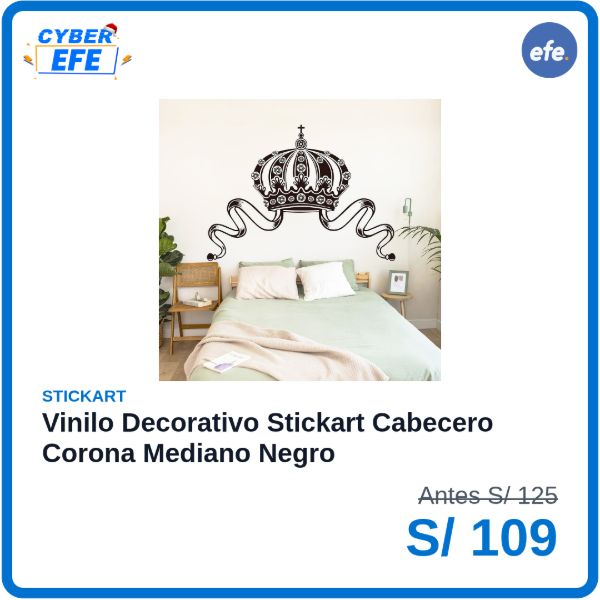 CYBER
EFE
efe.
STICKART
Vinilo Decorativo Stickart Cabecero
Corona Mediano Negro
Antes S/ 125
S/ 109